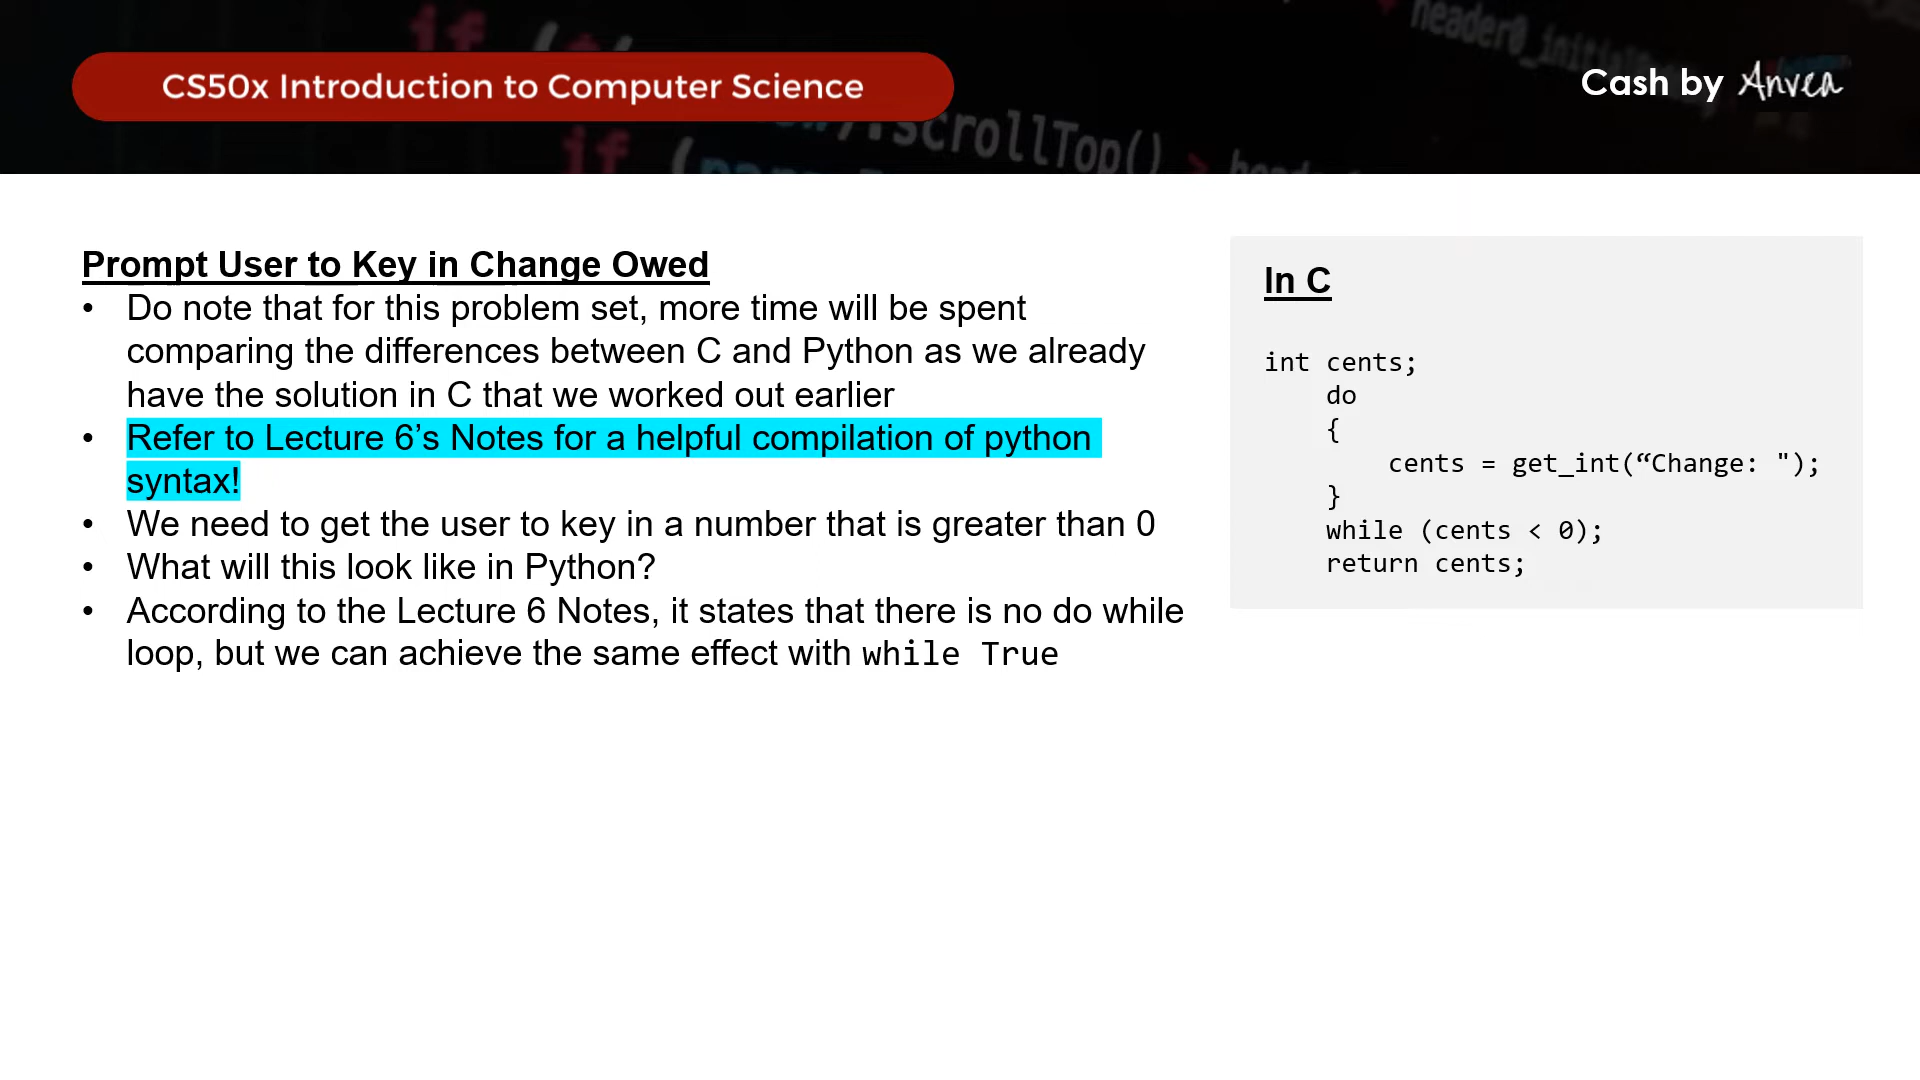 if (
header0_initial
CS50x Introduction to Computer Science
Cash by Anvea
.scrollTop() > head
if (
Prompt User to Key in Change Owed
• Do note that for this problem set, more time will be spent
comparing the differences between C and Python as we already
have the solution in C that we worked out earlier
• Refer to Lecture 6’s Notes for a helpful compilation of python
syntax!
• We need to get the user to key in a number that is greater than 0
• What will this look like in Python?
• According to the Lecture 6 Notes, it states that there is no do while
loop, but we can achieve the same effect with while True
In C
int cents;
do
{
cents = get_int(“Change: ");
}
while (cents < 0);
return cents;